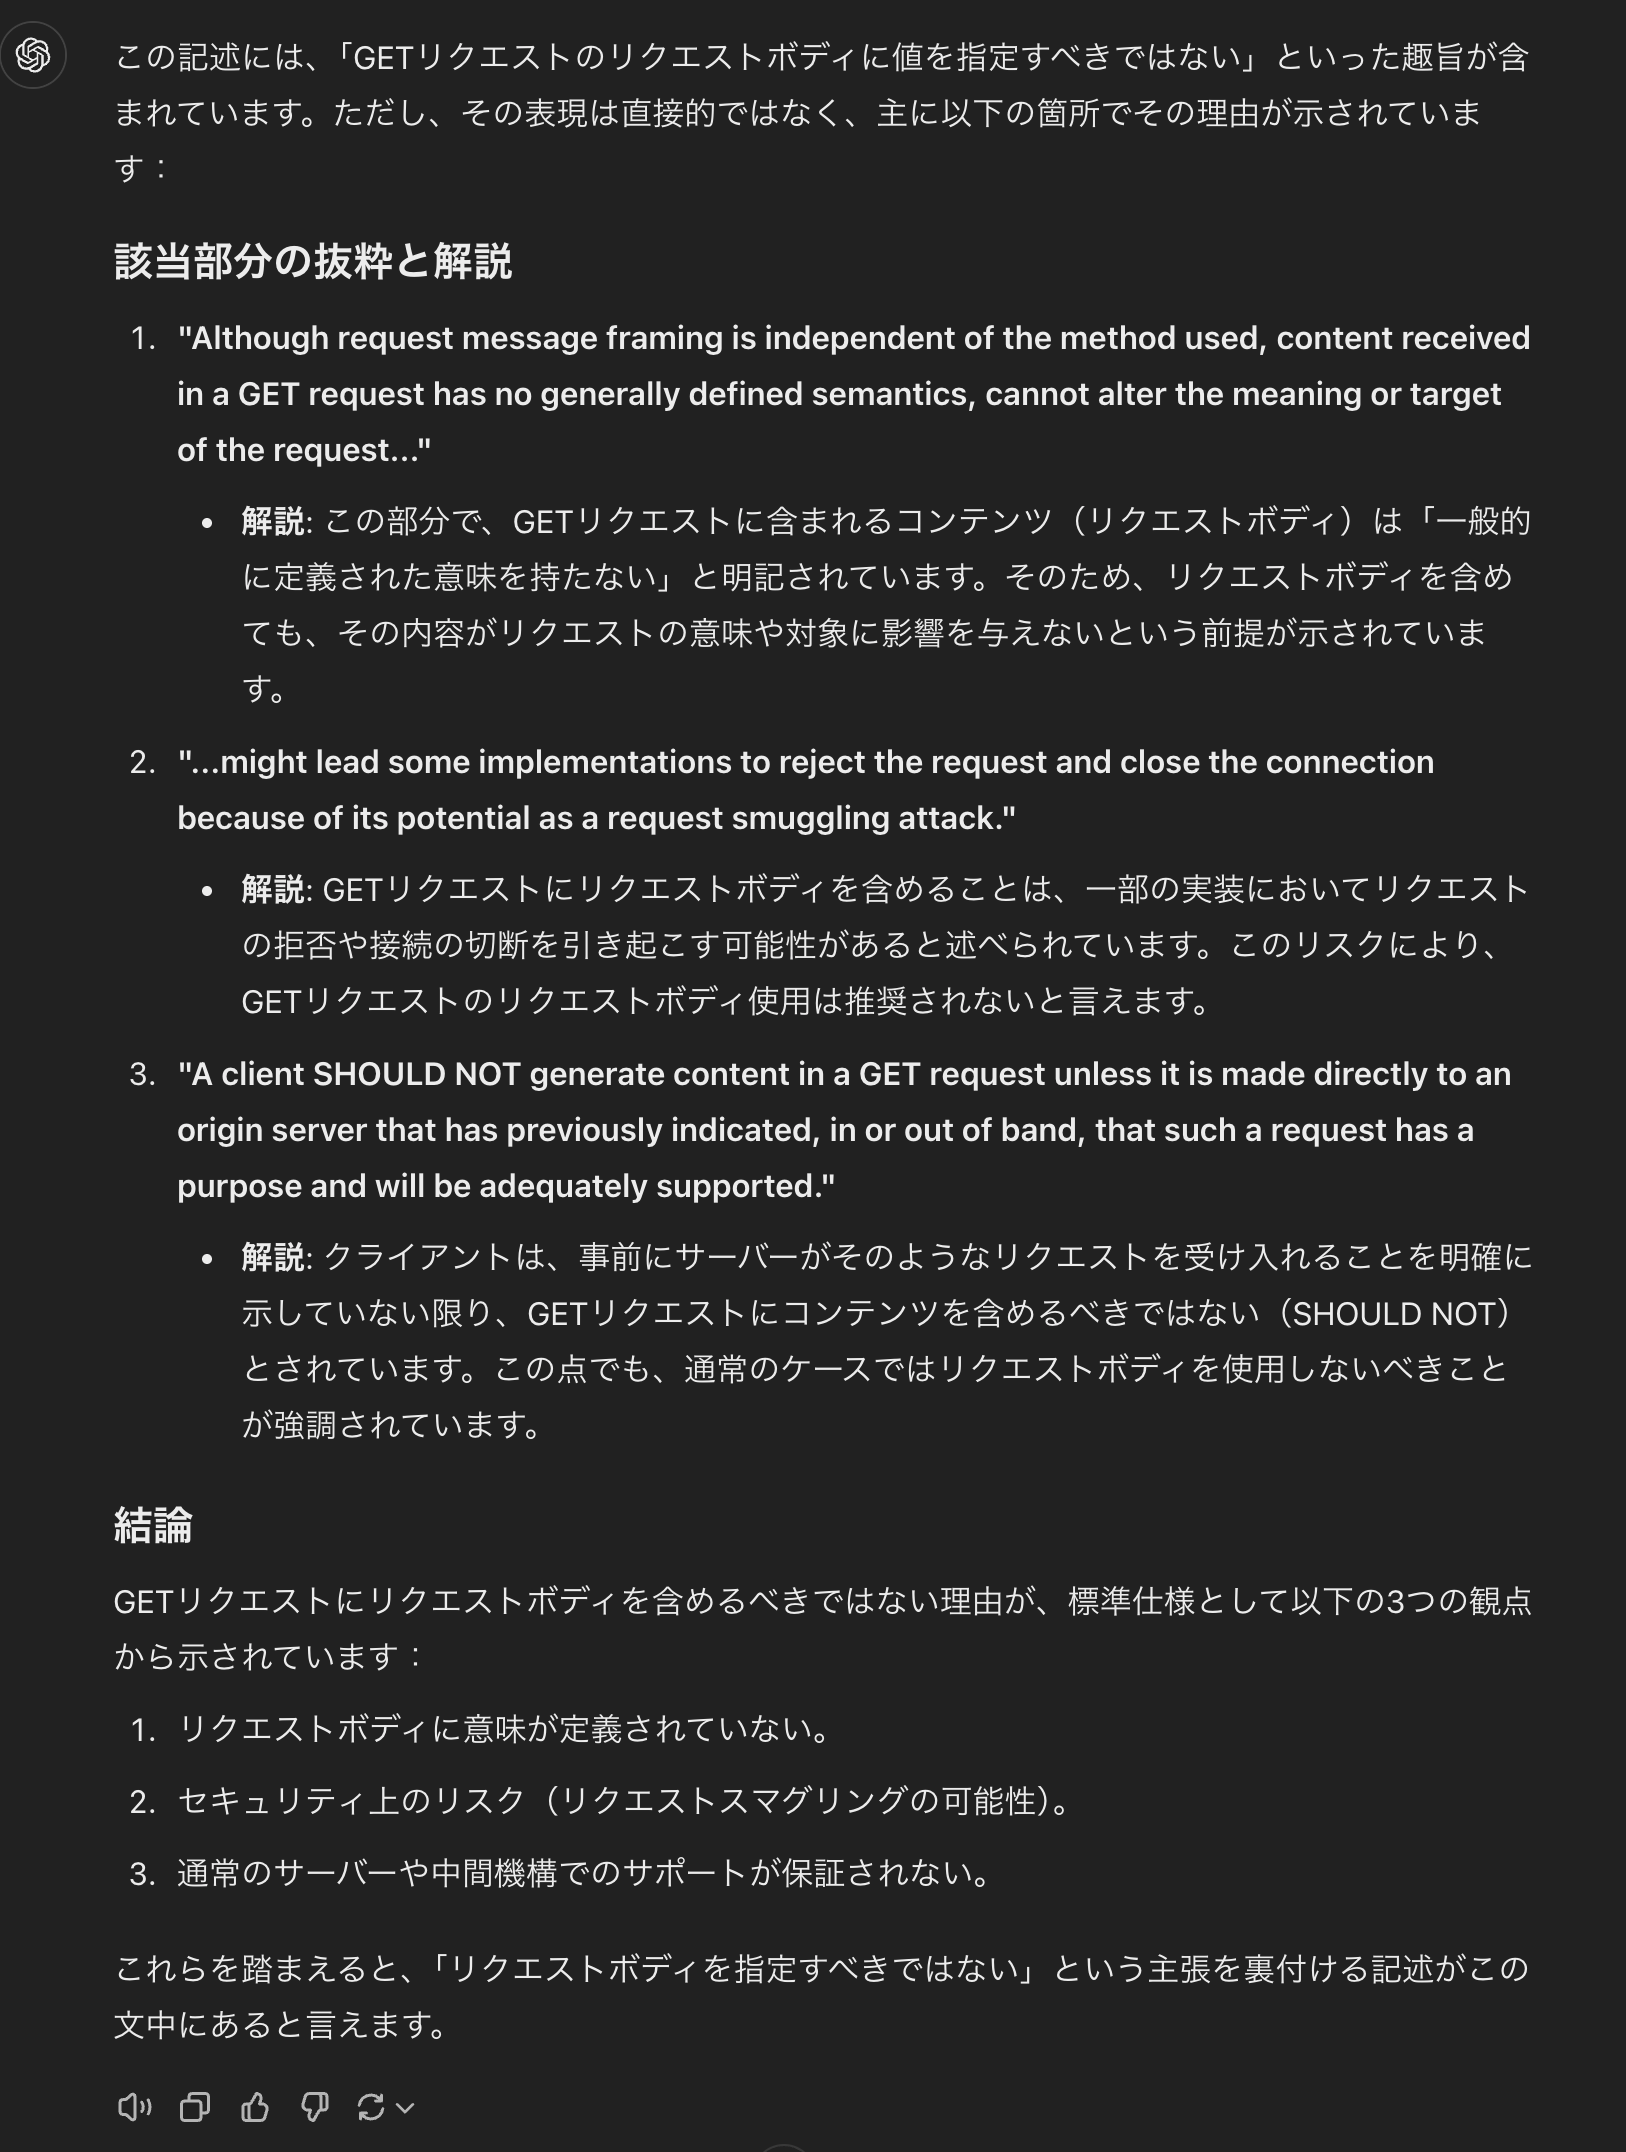 この記述には、「GETリクエストのリクエストボディに値を指定すべきではない」といった趣旨が含
まれています。ただし、その表現は直接的ではなく、主に以下の箇所でその理由が示されていま
す：
該当部分の抜粋と解説
1. "Although request message framing is independent of the method used, content received
in a GET request has no generally defined semantics, cannot alter the meaning or target
of the request..."
• 解説: この部分で、GETリクエストに含まれるコンテンツ（リクエストボディ）は「一般的
に定義された意味を持たない」と明記されています。そのため、リクエストボディを含め
ても、その内容がリクエストの意味や対象に影響を与えないという前提が示されていま
す。
2. "...might lead some implementations to reject the request and close the connection
because of its potential as a request smuggling attack."
• 解説: GETリクエストにリクエストボディを含めることは、一部の実装においてリクエスト
の拒否や接続の切断を引き起こす可能性があると述べられています。このリスクにより、
GETリクエストのリクエストボディ使用は推奨されないと言えます。
3. "A client SHOULD NOT generate content in a GET request unless it is made directly to an
origin server that has previously indicated, in or out of band, that such a request has a
purpose and will be adequately supported."
• 解説: クライアントは、事前にサーバーがそのようなリクエストを受け入れることを明確に
示していない限り、GETリクエストにコンテンツを含めるべきではない（SHOULD NOT）
とされています。この点でも、通常のケースではリクエストボディを使用しないべきこと
が強調されています。
結論
GETリクエストにリクエストボディを含めるべきではない理由が、標準仕様として以下の3つの観点
から示されています：
1. リクエストボディに意味が定義されていない。
2. セキュリティ上のリスク（リクエストスマグリングの可能性）。
3. 通常のサーバーや中間機構でのサポートが保証されない。
これらを踏まえると、「リクエストボディを指定すべきではない」という主張を裏付ける記述がこの
文中にあると言えます。